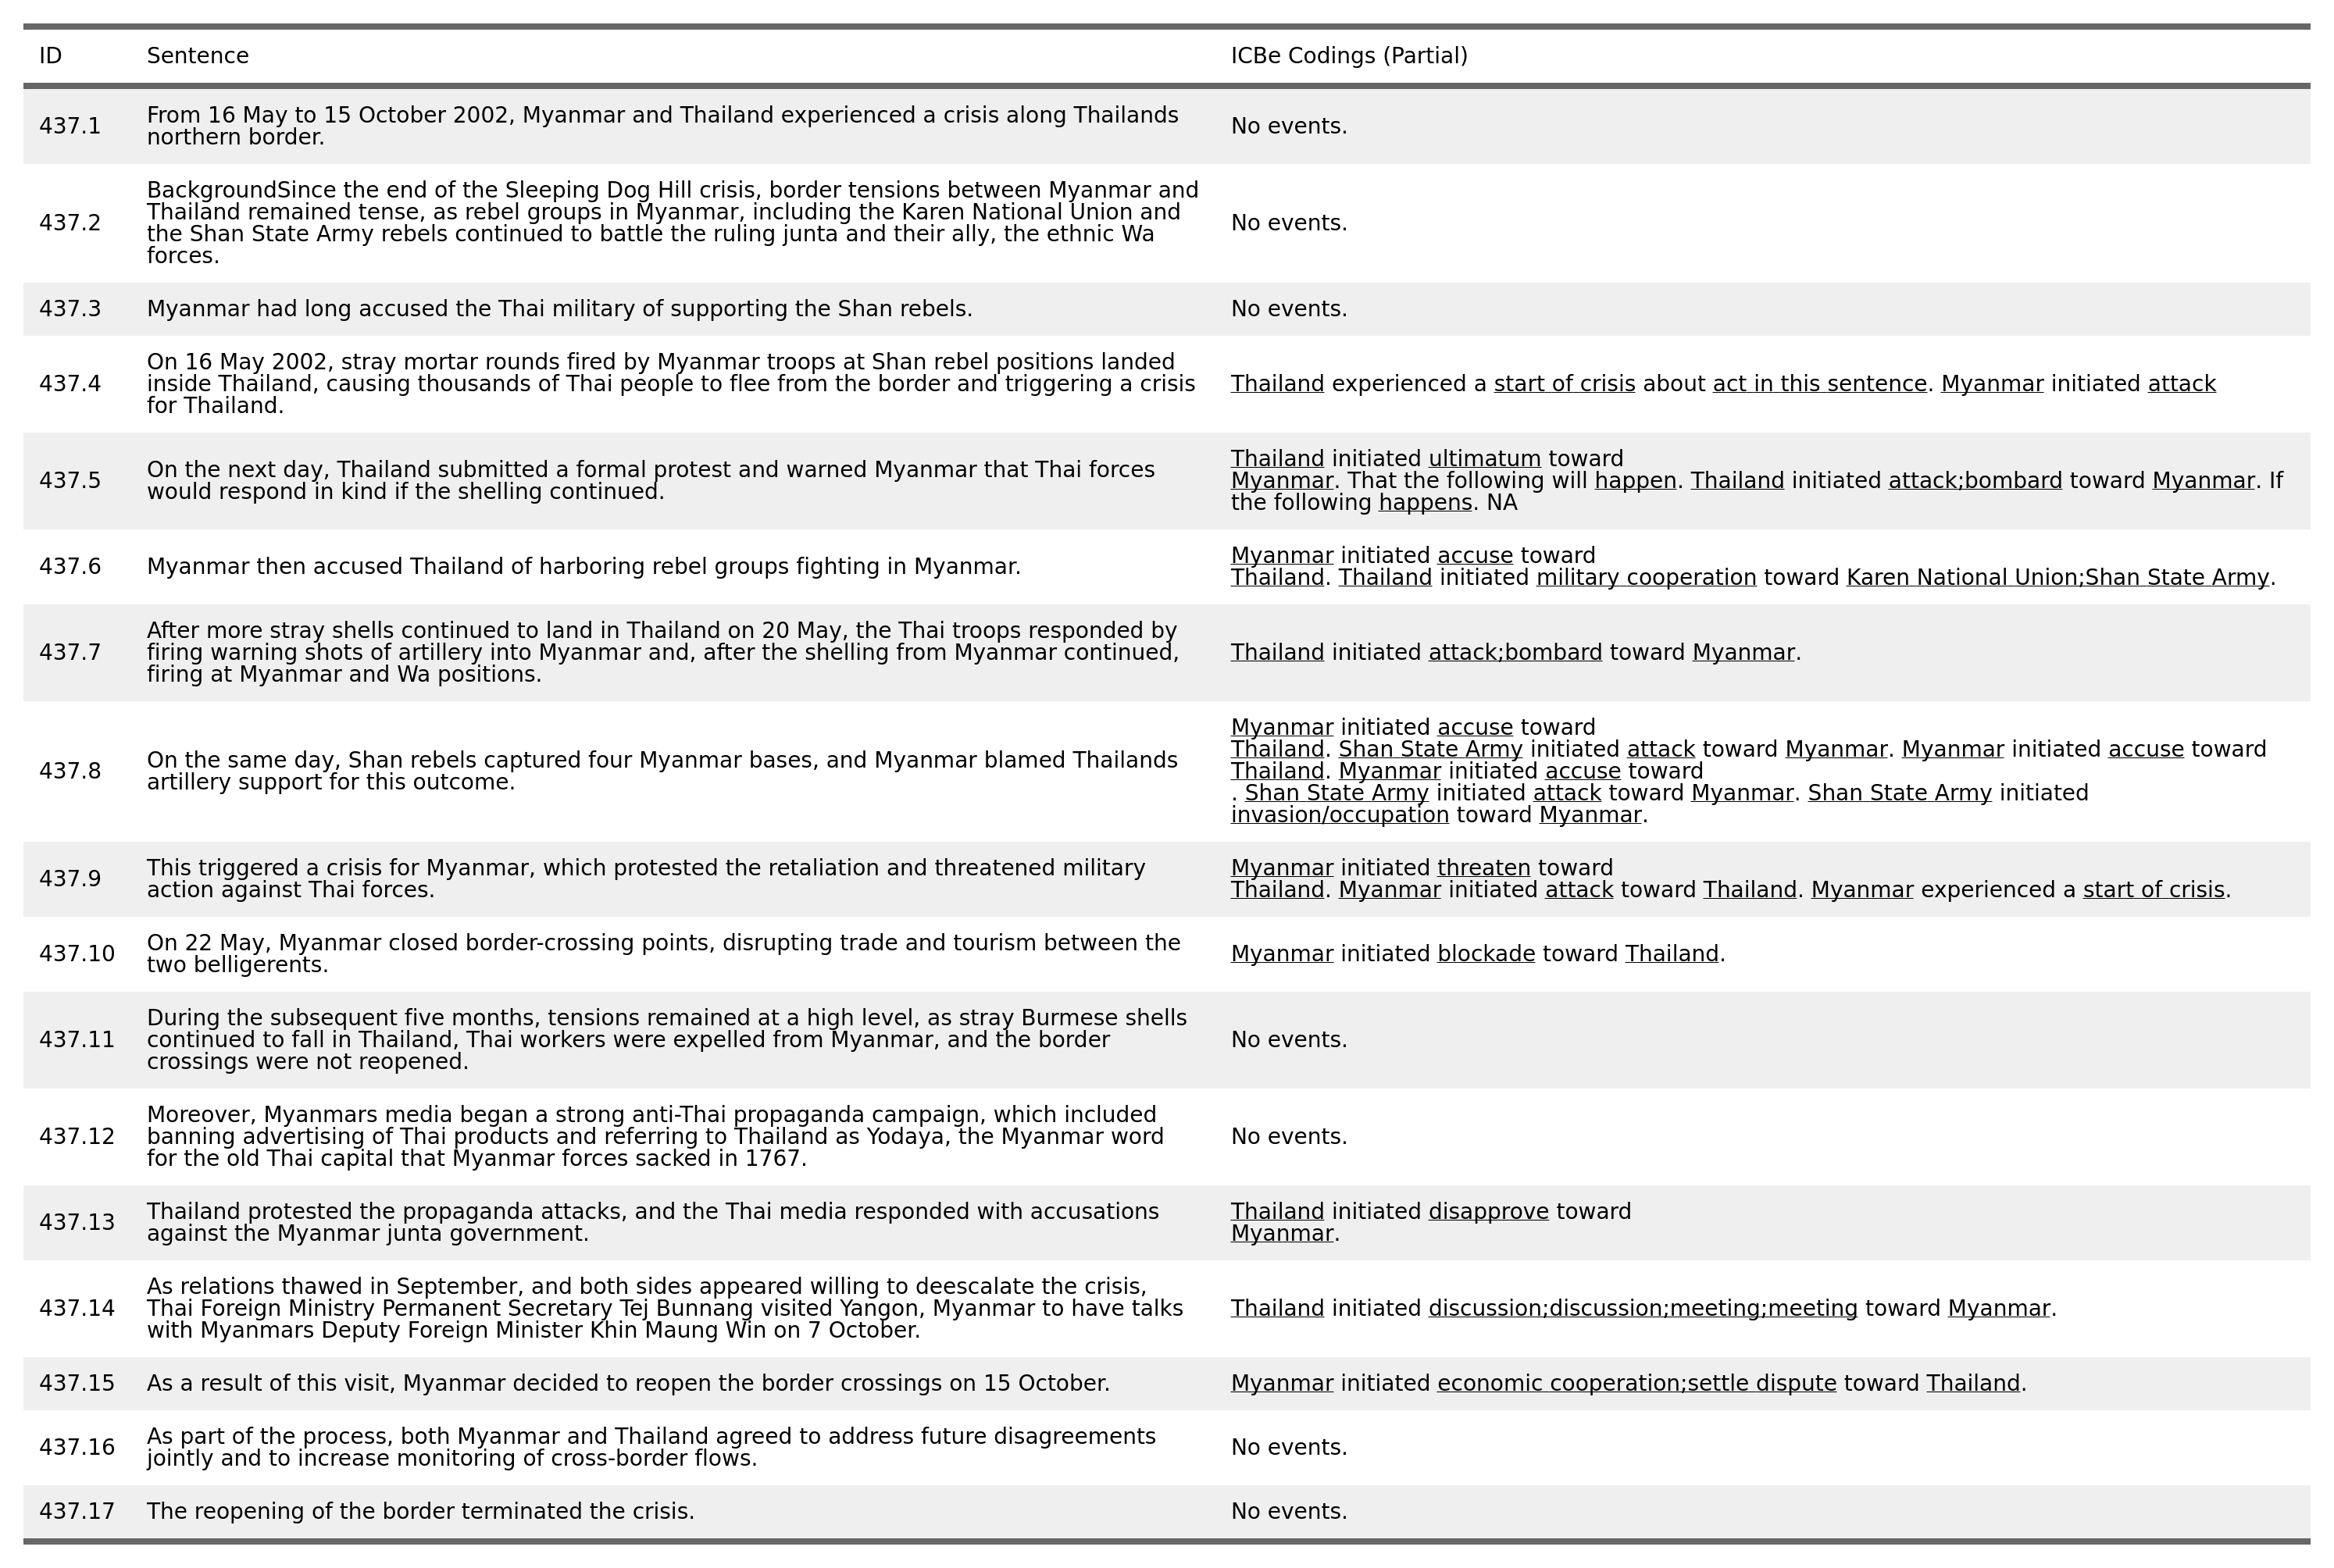 ID Sentence ICBe Codings (Partial)
437.1 From 16 May to 15 October 2002, Myanmar and Thailand experienced a crisis along Thailands
northern border.
No events.
437.2 BackgroundSince the end of the Sleeping Dog Hill crisis, border tensions between Myanmar and
Thailand remained tense, as rebel groups in Myanmar, including the Karen National Union and
the Shan State Army rebels continued to battle the ruling junta and their ally, the ethnic Wa
forces.
No events.
437.3 Myanmar had long accused the Thai military of supporting the Shan rebels.
No events.
437.4 On 16 May 2002, stray mortar rounds fired by Myanmar troops at Shan rebel positions landed
inside Thailand, causing thousands of Thai people to flee from the border and triggering a crisis
for Thailand.
Thailand experienced a start of crisis about act in this sentence. Myanmar initiated attack
437.5 On the next day, Thailand submitted a formal protest and warned Myanmar that Thai forces
would respond in kind if the shelling continued.
Thailand initiated ultimatum toward
Myanmar. That the following will happen. Thailand initiated attack;bombard toward Myanmar. If
the following happens. NA
437.6 Myanmar then accused Thailand of harboring rebel groups fighting in Myanmar.
Myanmar initiated accuse toward
Thailand. Thailand initiated military cooperation toward Karen National Union;Shan State Army.
437.7 After more stray shells continued to land in Thailand on 20 May, the Thai troops responded by
firing warning shots of artillery into Myanmar and, after the shelling from Myanmar continued,
firing at Myanmar and Wa positions.
Thailand initiated attack;bombard toward Myanmar.
437.8 On the same day, Shan rebels captured four Myanmar bases, and Myanmar blamed Thailands
artillery support for this outcome.
Myanmar initiated accuse toward
Thailand. Shan State Army initiated attack toward Myanmar. Myanmar initiated accuse toward
Thailand. Myanmar initiated accuse toward
. Shan State Army initiated attack toward Myanmar. Shan State Army initiated
invasion/occupation toward Myanmar.
437.9 This triggered a crisis for Myanmar, which protested the retaliation and threatened military
action against Thai forces.
Myanmar initiated threaten toward
Thailand. Myanmar initiated attack toward Thailand. Myanmar experienced a start of crisis.
437.10 On 22 May, Myanmar closed border-crossing points, disrupting trade and tourism between the
two belligerents.
Myanmar initiated blockade toward Thailand.
437.11 During the subsequent five months, tensions remained at a high level, as stray Burmese shells
continued to fall in Thailand, Thai workers were expelled from Myanmar, and the border
crossings were not reopened.
No events.
437.12 Moreover, Myanmars media began a strong anti-Thai propaganda campaign, which included
banning advertising of Thai products and referring to Thailand as Yodaya, the Myanmar word
for the old Thai capital that Myanmar forces sacked in 1767.
No events.
437.13 Thailand protested the propaganda attacks, and the Thai media responded with accusations
against the Myanmar junta government.
Thailand initiated disapprove toward
Myanmar.
437.14 As relations thawed in September, and both sides appeared willing to deescalate the crisis,
Thai Foreign Ministry Permanent Secretary Tej Bunnang visited Yangon, Myanmar to have talks
with Myanmars Deputy Foreign Minister Khin Maung Win on 7 October.
Thailand initiated discussion;discussion;meeting;meeting toward Myanmar.
437.15 As a result of this visit, Myanmar decided to reopen the border crossings on 15 October.
Myanmar initiated economic cooperation;settle dispute toward Thailand.
437.16 As part of the process, both Myanmar and Thailand agreed to address future disagreements
jointly and to increase monitoring of cross-border flows.
No events.
437.17 The reopening of the border terminated the crisis.
No events.